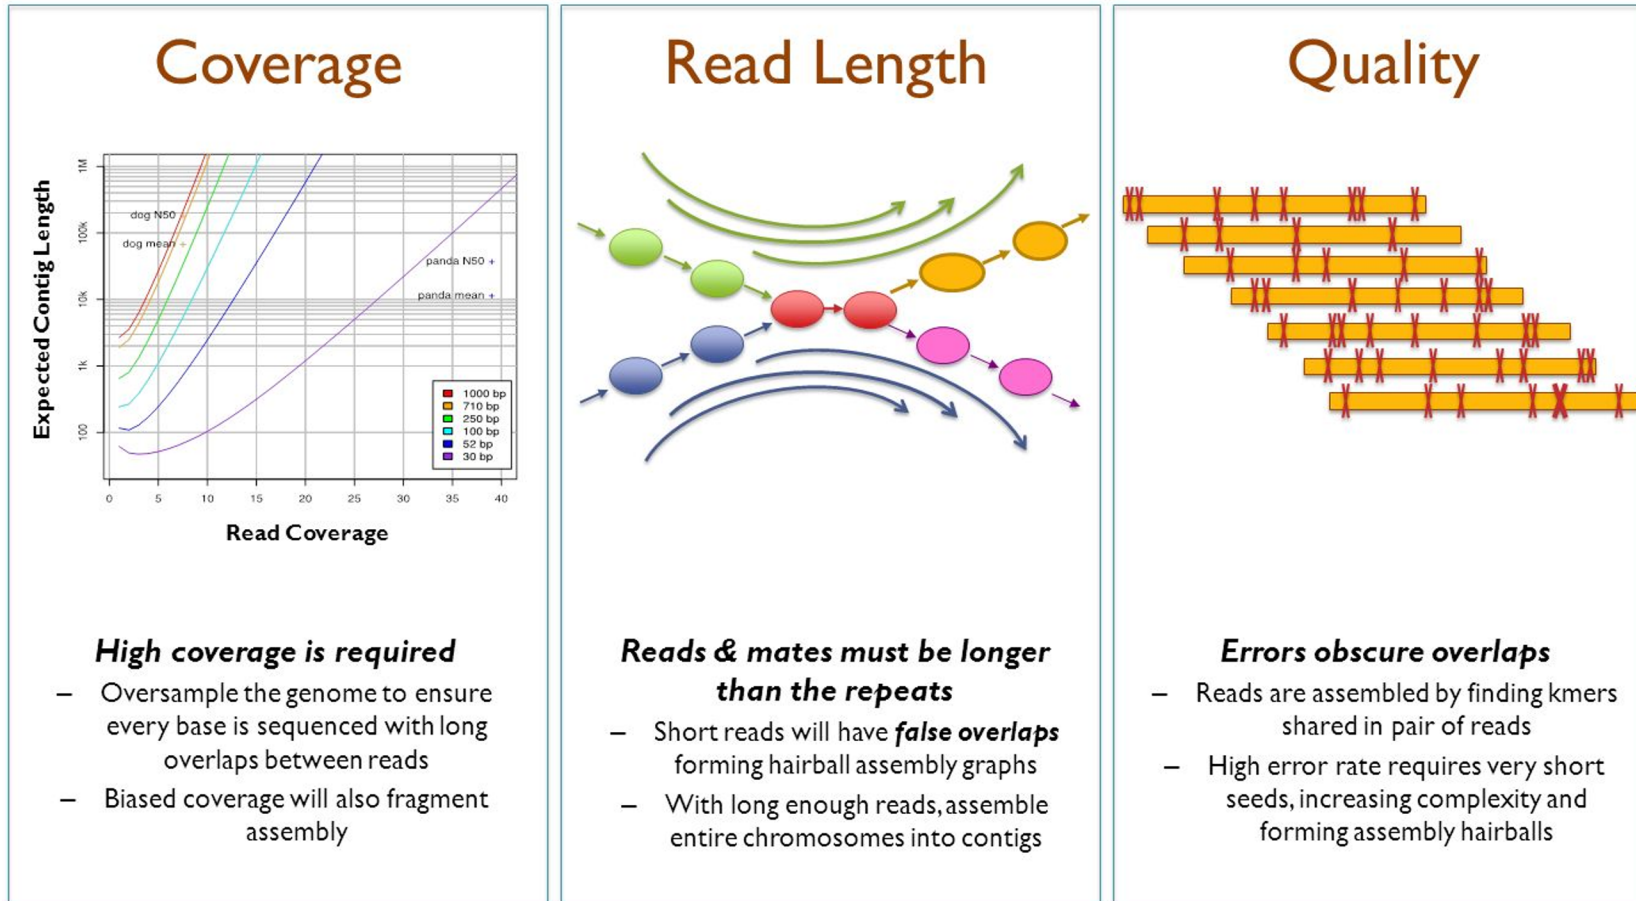 Coverage
Expected Contig Length
1M
100k
10k
1k
100
dog N50
dog mean
panda N50
panda mean
1000 bp
710 bp
250 bp
100 bp
52 bp
30 bp
0 5 10 15 20 25 30 35 40
Read Coverage
High coverage is required
– Oversample the genome to ensure
every base is sequenced with long
overlaps between reads
– Biased coverage will also fragment
assembly
Read Length
Reads & mates must be longer
than the repeats
– Short reads will have false overlaps
forming hairball assembly graphs
– With long enough reads, assemble
entire chromosomes into contigs
Quality
Errors obscure overlaps
– Reads are assembled by finding kmers
shared in pair of reads
– High error rate requires very short
seeds, increasing complexity and
forming assembly hairballs